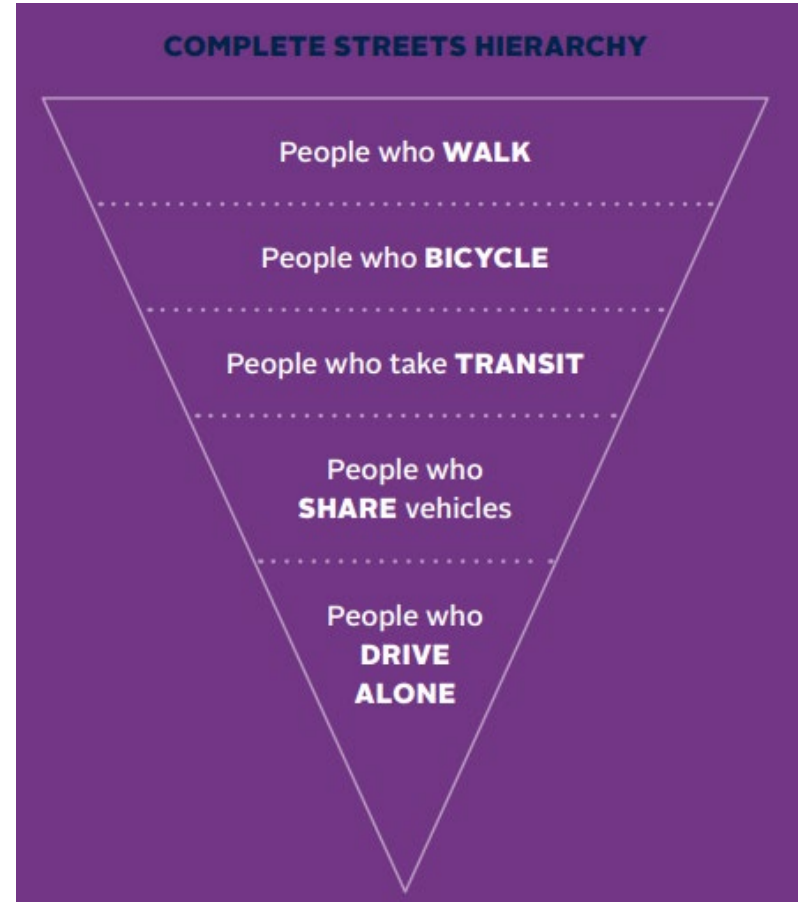 COMPLETE STREETS HIERARCHY
People who WALK
People who BICYCLE
People who take TRANSIT
People who
SHARE vehicles
People who
DRIVE
ALONE